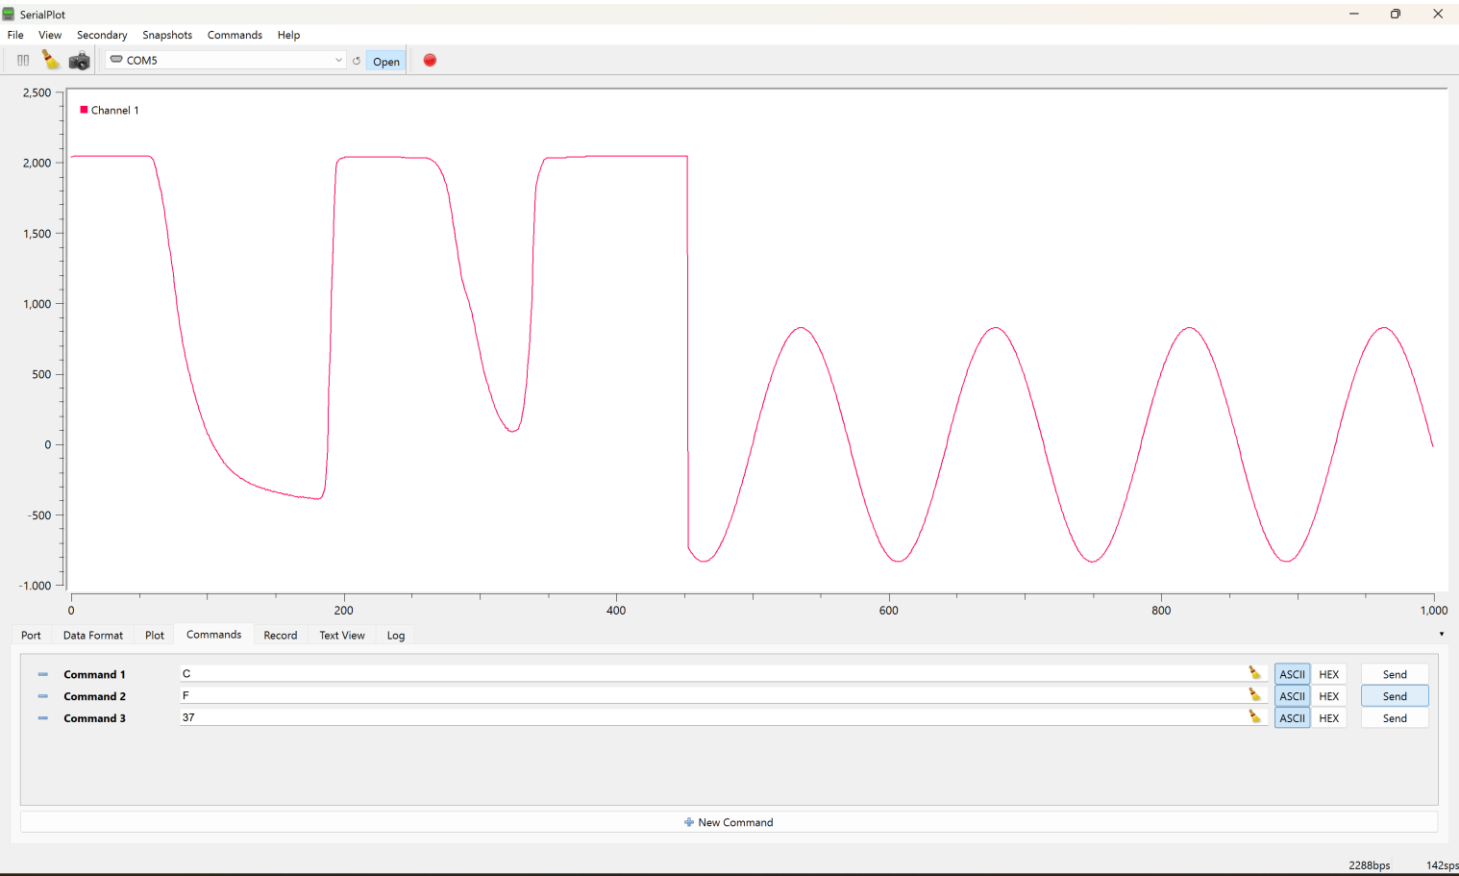 SerialPlot
File View Secondary Snapshots Commands Help
COM5 Open
2,500
Channel 1
2,000
1,500
1,000
500
0
-500
-1.000
0 200 400 600 800 1,000
Port Data Format Plot Commands Record Text View Log
Command 1 C ASCII HEX Send
Command 2 F ASCII HEX Send
Command 3 37 ASCII HEX Send
New Command
2288bps 142sps